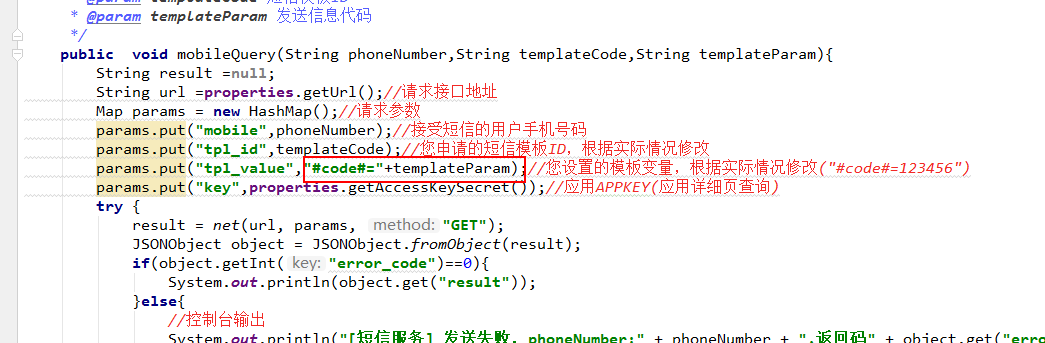 * @param templateCode 短信模板ID
* @param templateParam 发送信息代码
*/
public  void mobileQuery(String phoneNumber,String templateCode,String templateParam){
String result =null;
String url =properties.getUrl();//请求接口地址
Map params = new HashMap();//请求参数
params.put("mobile",phoneNumber);//接受短信的用户手机号码
params.put("tpl_id",templateCode);//您申请的短信模板ID，根据实际情况修改
params.put("tpl_value","#code#="+templateParam);//您设置的模板变量，根据实际情况修改("#code#=123456")
params.put("key",properties.getAccessKeySecret());//应用APPKEY(应用详细页查询)
try {
result = net(url, params, method: "GET");
JSONObject object = JSONObject.fromObject(result);
if(object.getInt( key: "error_code")==0){
System.out.println(object.get("result"));
}else{
//控制台输出
System.out.println("[短信服务] 发送失败, phoneNumber:" + phoneNumber + ",返回码" + object.get("erro